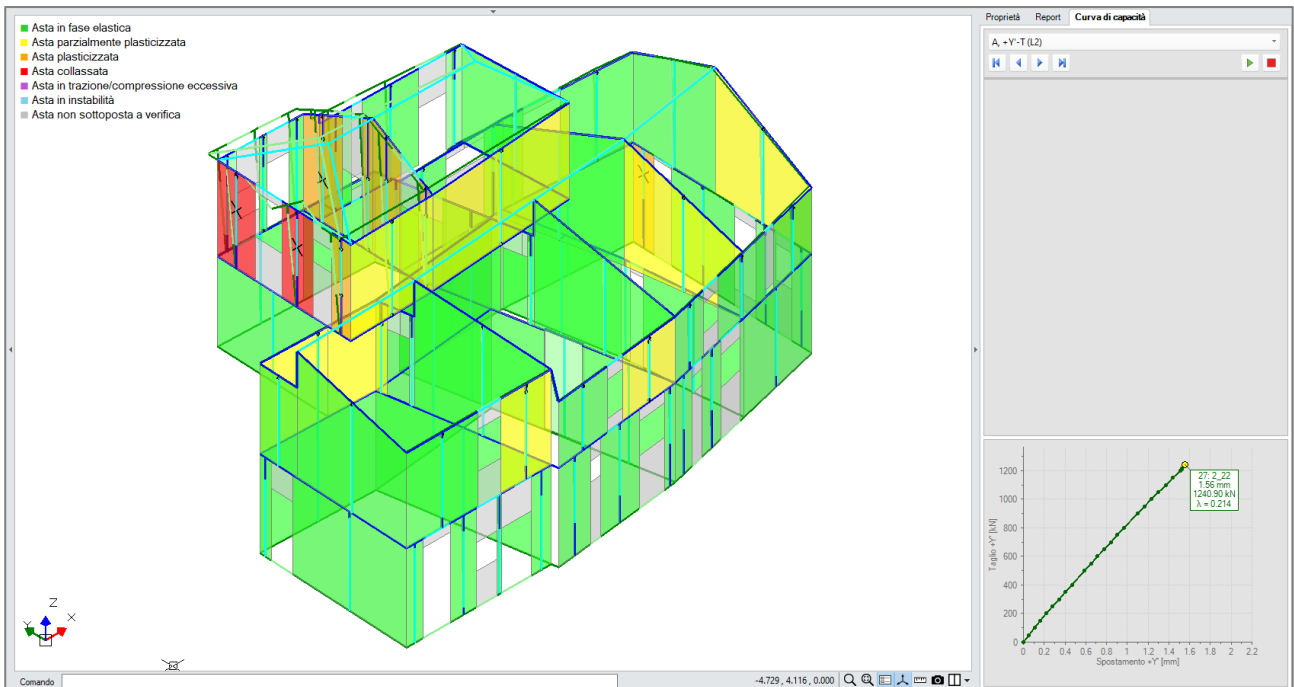 Asta in fase elastica
Asta parzialmente plasticizzata
Asta plasticizzata
Asta collassata
Asta in trazione/compressione eccessiva
Asta in instabilità
Asta non sottoposta a verifica
Z
X
Y
Comando
-4.729, 4.116, 0.000
Proprietà Report Curva di capacità
A, +Y'-T (L2)
1200
1000
800
600
400
200
0
Taglio +Y' [kN]
27: 2_22
1.56 mm
1240.90 kN
λ = 0.214
0 0.2 0.4 0.6 0.8 1 1.2 1.4 1.6 1.8 2 2.2
Spostamento +Y' [mm]